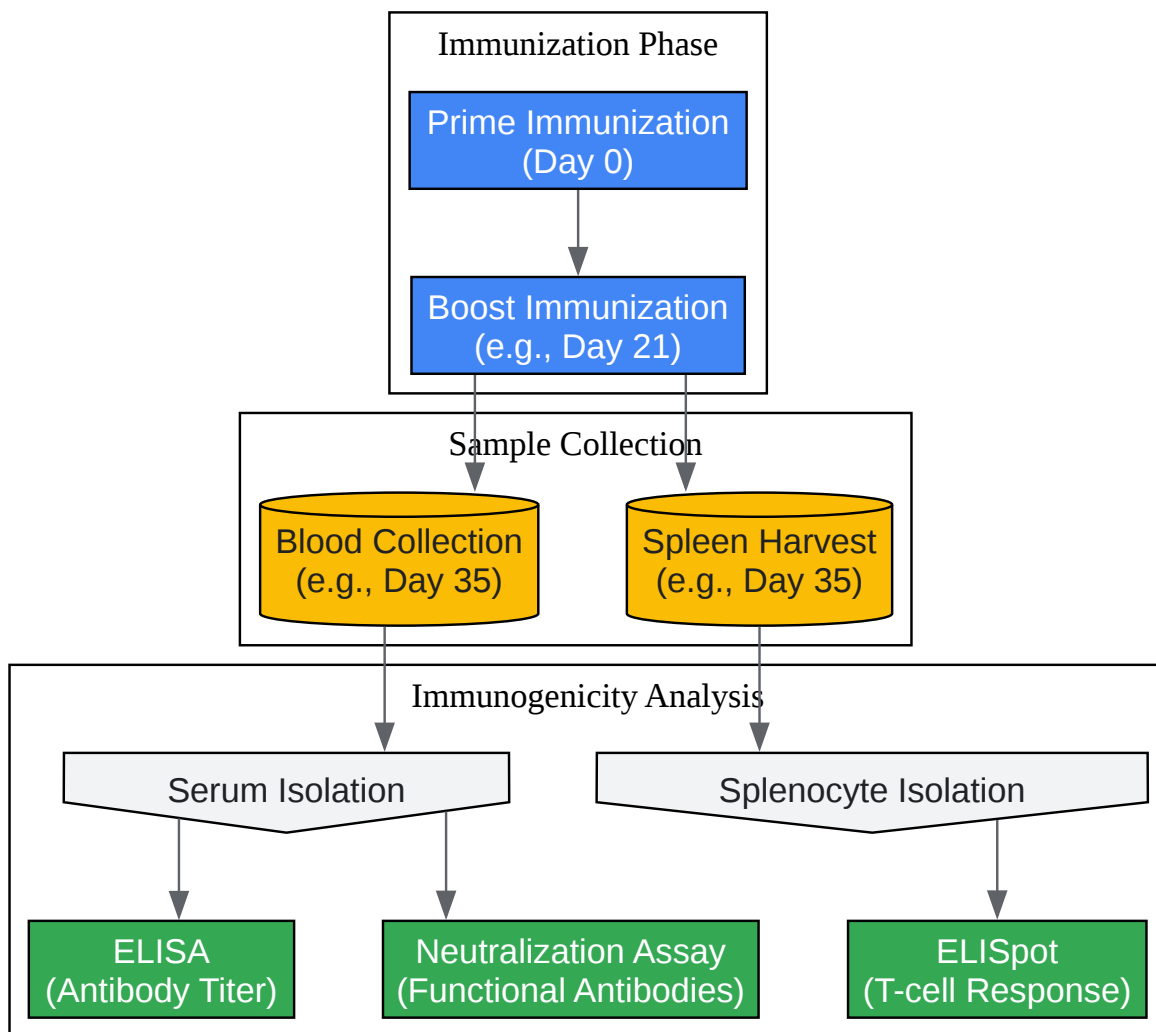 Immunization Phase
Prime Immunization
(Day 0)
Boost Immunization
(e.g., Day 21)
Sample Collection
Blood Collection
(e.g., Day 35)
Spleen Harvest
(e.g., Day 35)
Immunogenicity Analysis
Serum Isolation
Splenocyte Isolation
ELISA
(Antibody Titer)
Neutralization Assay
(Functional Antibodies)
ELISpot
(T-cell Response)